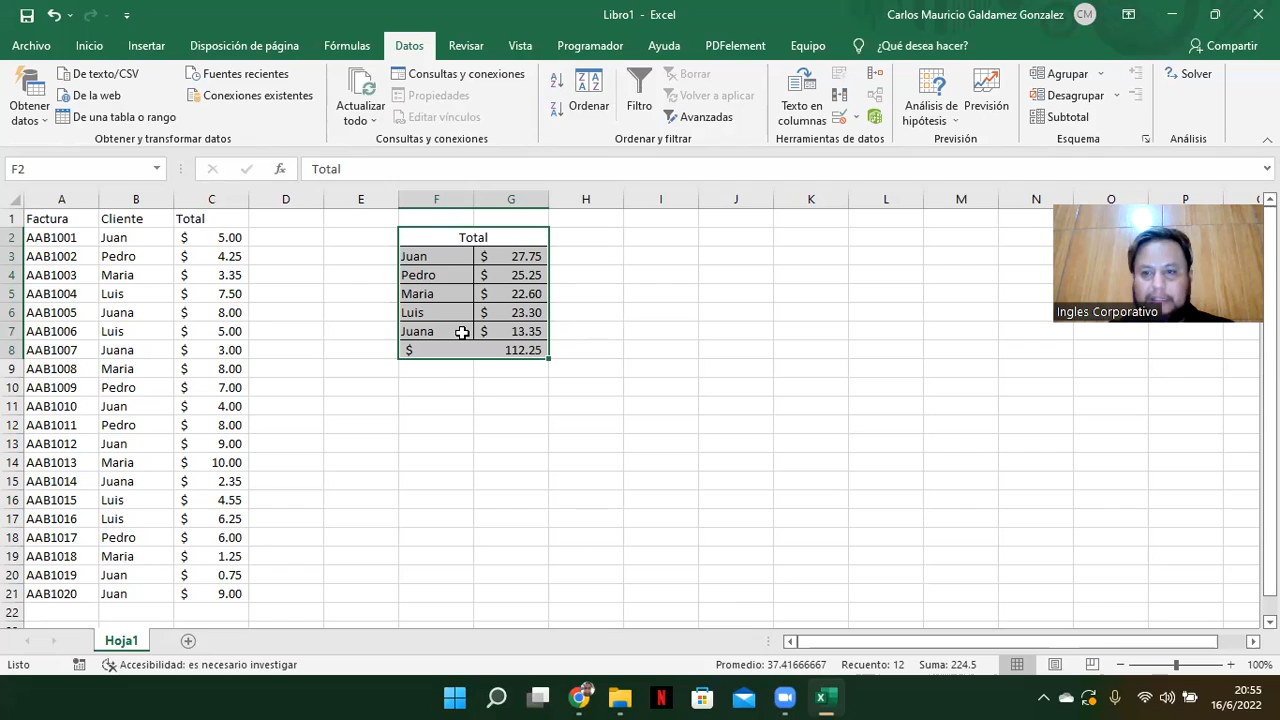 Libro1 - Excel
Carlos Mauricio Galdamez Gonzalez CM
Archivo Inicio Insertar Disposición de página Fórmulas Datos Revisar Vista Programador Ayuda PDFelement Equipo ¿Qué desea hacer? Compartir
Obtener datos
De texto/CSV
De la web
De una tabla o rango
Fuentes recientes
Conexiones existentes
Obtener y transformar datos
Actualizar todo
Consultas y conexiones
Propiedades
Editar vínculos
Consultas y conexiones
Ordenar
Filtro
Borrar
Volver a aplicar
Avanzadas
Ordenar y filtrar
Texto en columnas
Herramientas de datos
Análisis de hipótesis
Previsión
Previsión
Agrupar
Desagrupar
Subtotal
Esquema
Solver
Análisis
F2 fx Total
A B C D E F G H I J K L M N O P Q
1 Factura Cliente Total
2 AAB1001 Juan $ 5.00 Total
3 AAB1002 Pedro $ 4.25 Juan $ 27.75
4 AAB1003 Maria $ 3.35 Pedro $ 25.25
5 AAB1004 Luis $ 7.50 Maria $ 22.60
6 AAB1005 Juana $ 8.00 Luis $ 23.30
7 AAB1006 Luis $ 5.00 Juana $ 13.35
8 AAB1007 Juana $ 3.00 $ 112.25
9 AAB1008 Maria $ 8.00
10 AAB1009 Pedro $ 7.00
11 AAB1010 Juan $ 4.00
12 AAB1011 Pedro $ 8.00
13 AAB1012 Juan $ 9.00
14 AAB1013 Maria $ 10.00
15 AAB1014 Juana $ 2.35
16 AAB1015 Luis $ 4.55
17 AAB1016 Luis $ 6.25
18 AAB1017 Pedro $ 6.00
19 AAB1018 Maria $ 1.25
20 AAB1019 Juan $ 0.75
21 AAB1020 Juan $ 9.00
22
Ingles Corporativo
Hoja1
Listo Accesibilidad: es necesario investigar Promedio: 37.41666667 Recuento: 12 Suma: 224.5 100%
20:55
16/6/2022